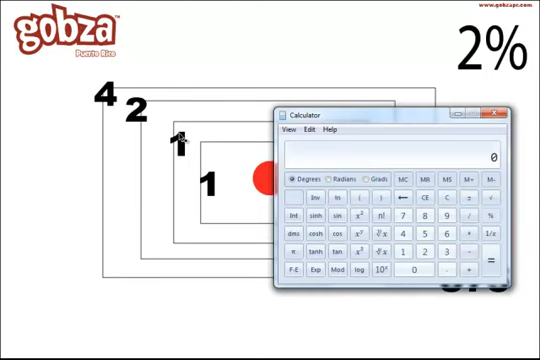 gobza™
Puerto Rico
www.gobzapr.com
2%
4
2
1
1
Calculator
View Edit Help
0
Degrees Radians Grads MC MR MS M+ M-
Inv ln ( ) ← CE C ± √
Int sinh sin x² n! 7 8 9 / %
dms cosh cos xʸ ʸ√x 4 5 6 * 1/x
π tanh tan x³ ³√x 1 2 3 - =
F-E Exp Mod log 10ˣ 0 . +